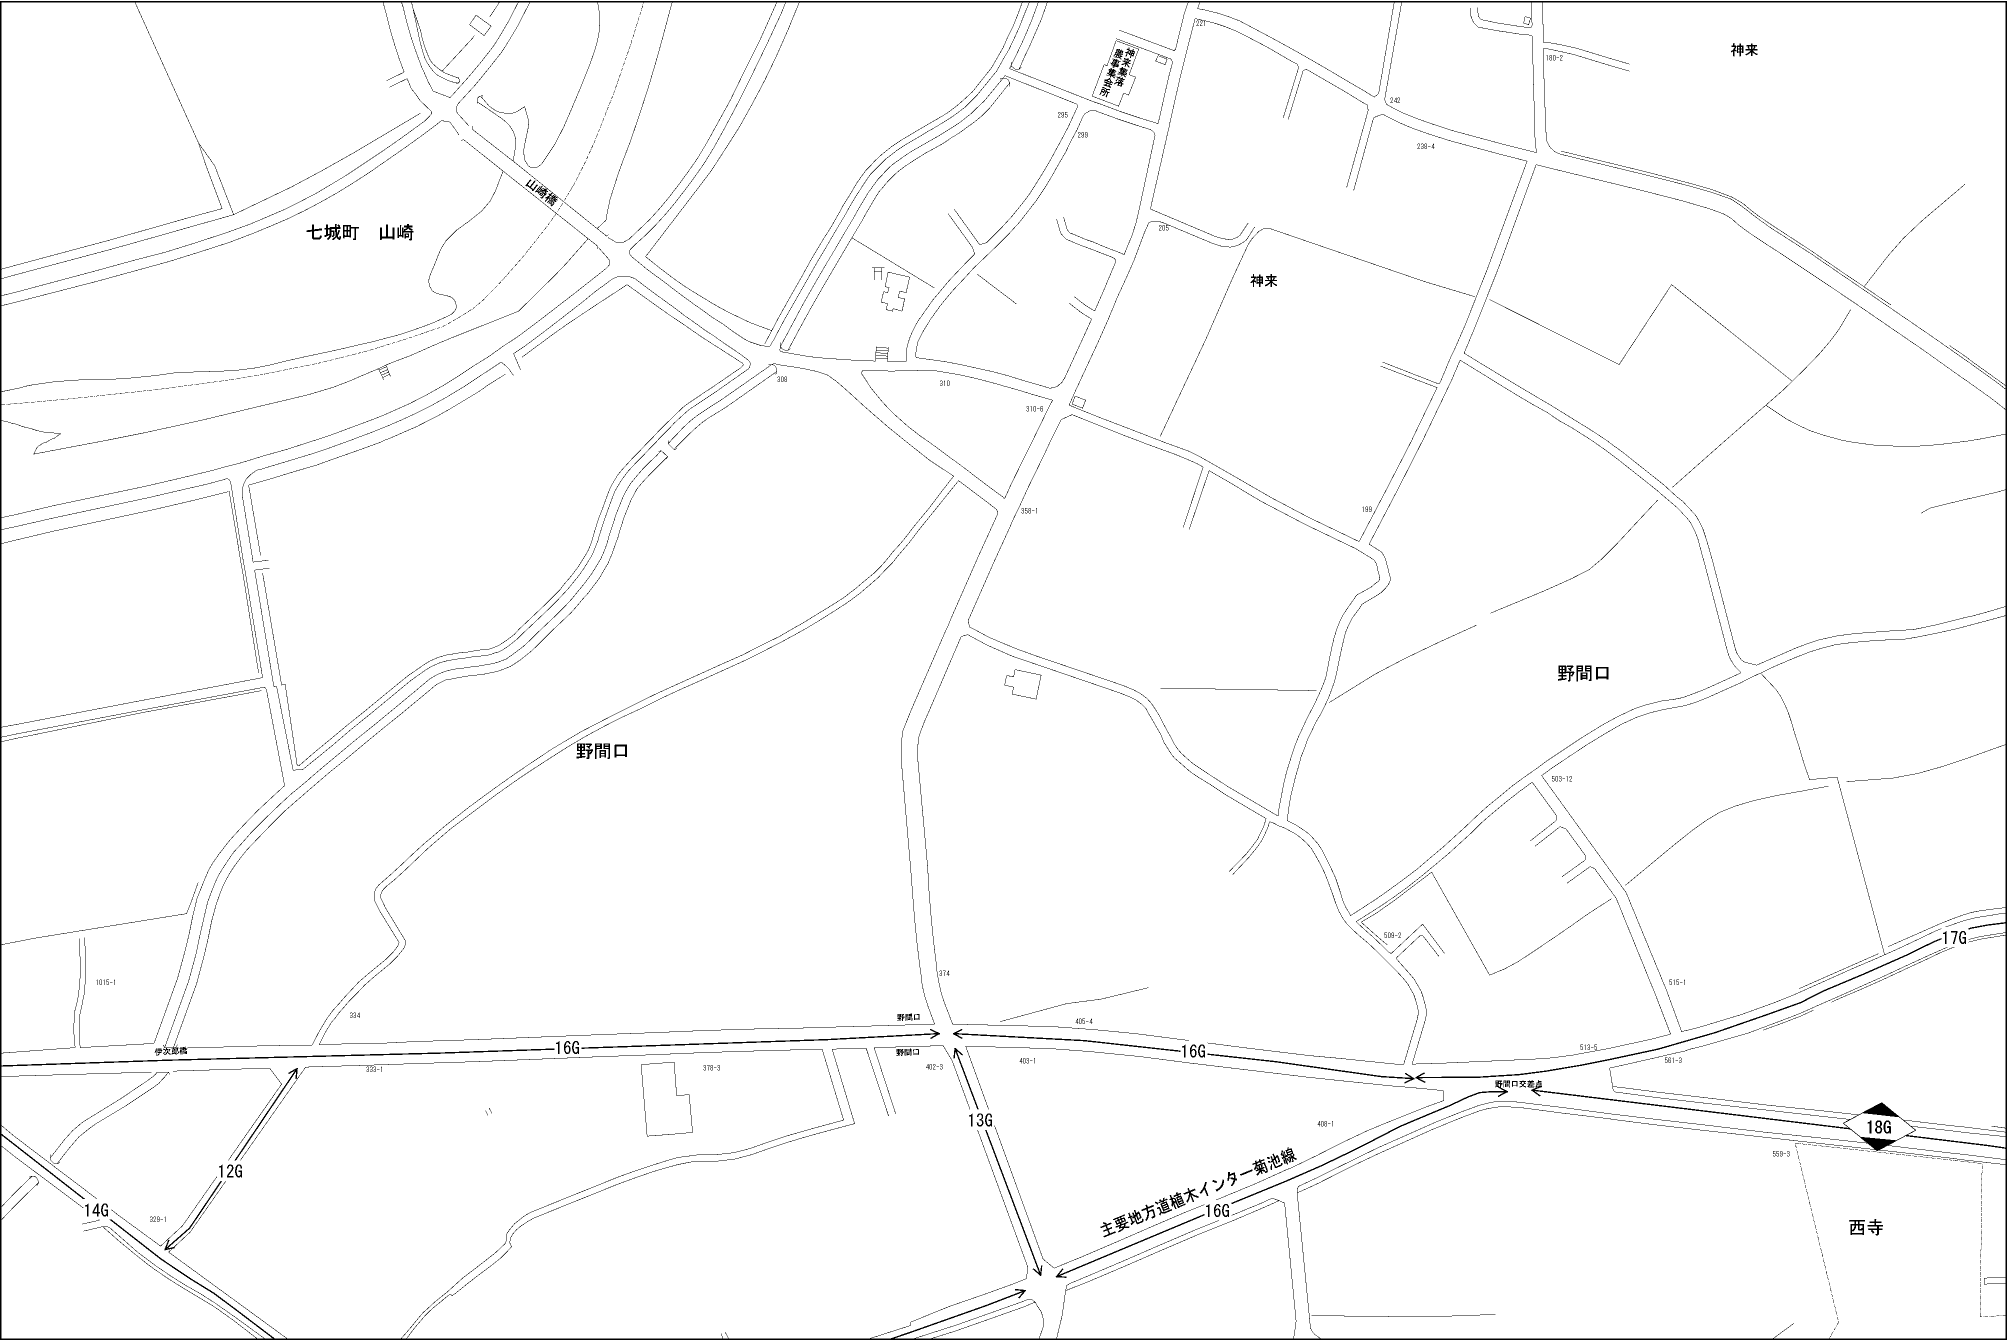 221
神来
180-2
神来集落
農事集会所
242
295
299
238-4
山崎橋
七城町　山崎
205
神来
308
310
310-6
199
358-1
野間口
野間口
503-12
509-2
17G
374
1015-1
515-1
334
野間口
405-4
伊次郎橋
16G
野間口
16G
513-5
561-3
333-1
378-3
402-3
403-1
野間口交差点
13G
408-1
18G
559-3
12G
主要地方道植木インター菊池線
14G
329-1
16G
西寺